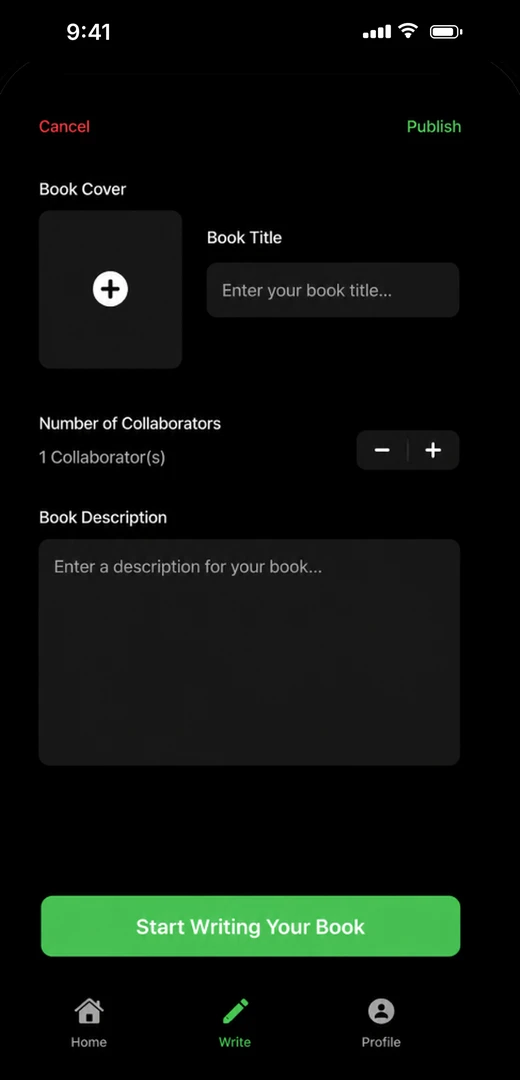 9:41
Cancel
Publish
Book Cover
Book Title
Enter your book title...
Number of Collaborators
1 Collaborator(s)
Book Description
Enter a description for your book...
Start Writing Your Book
Home
Write
Profile